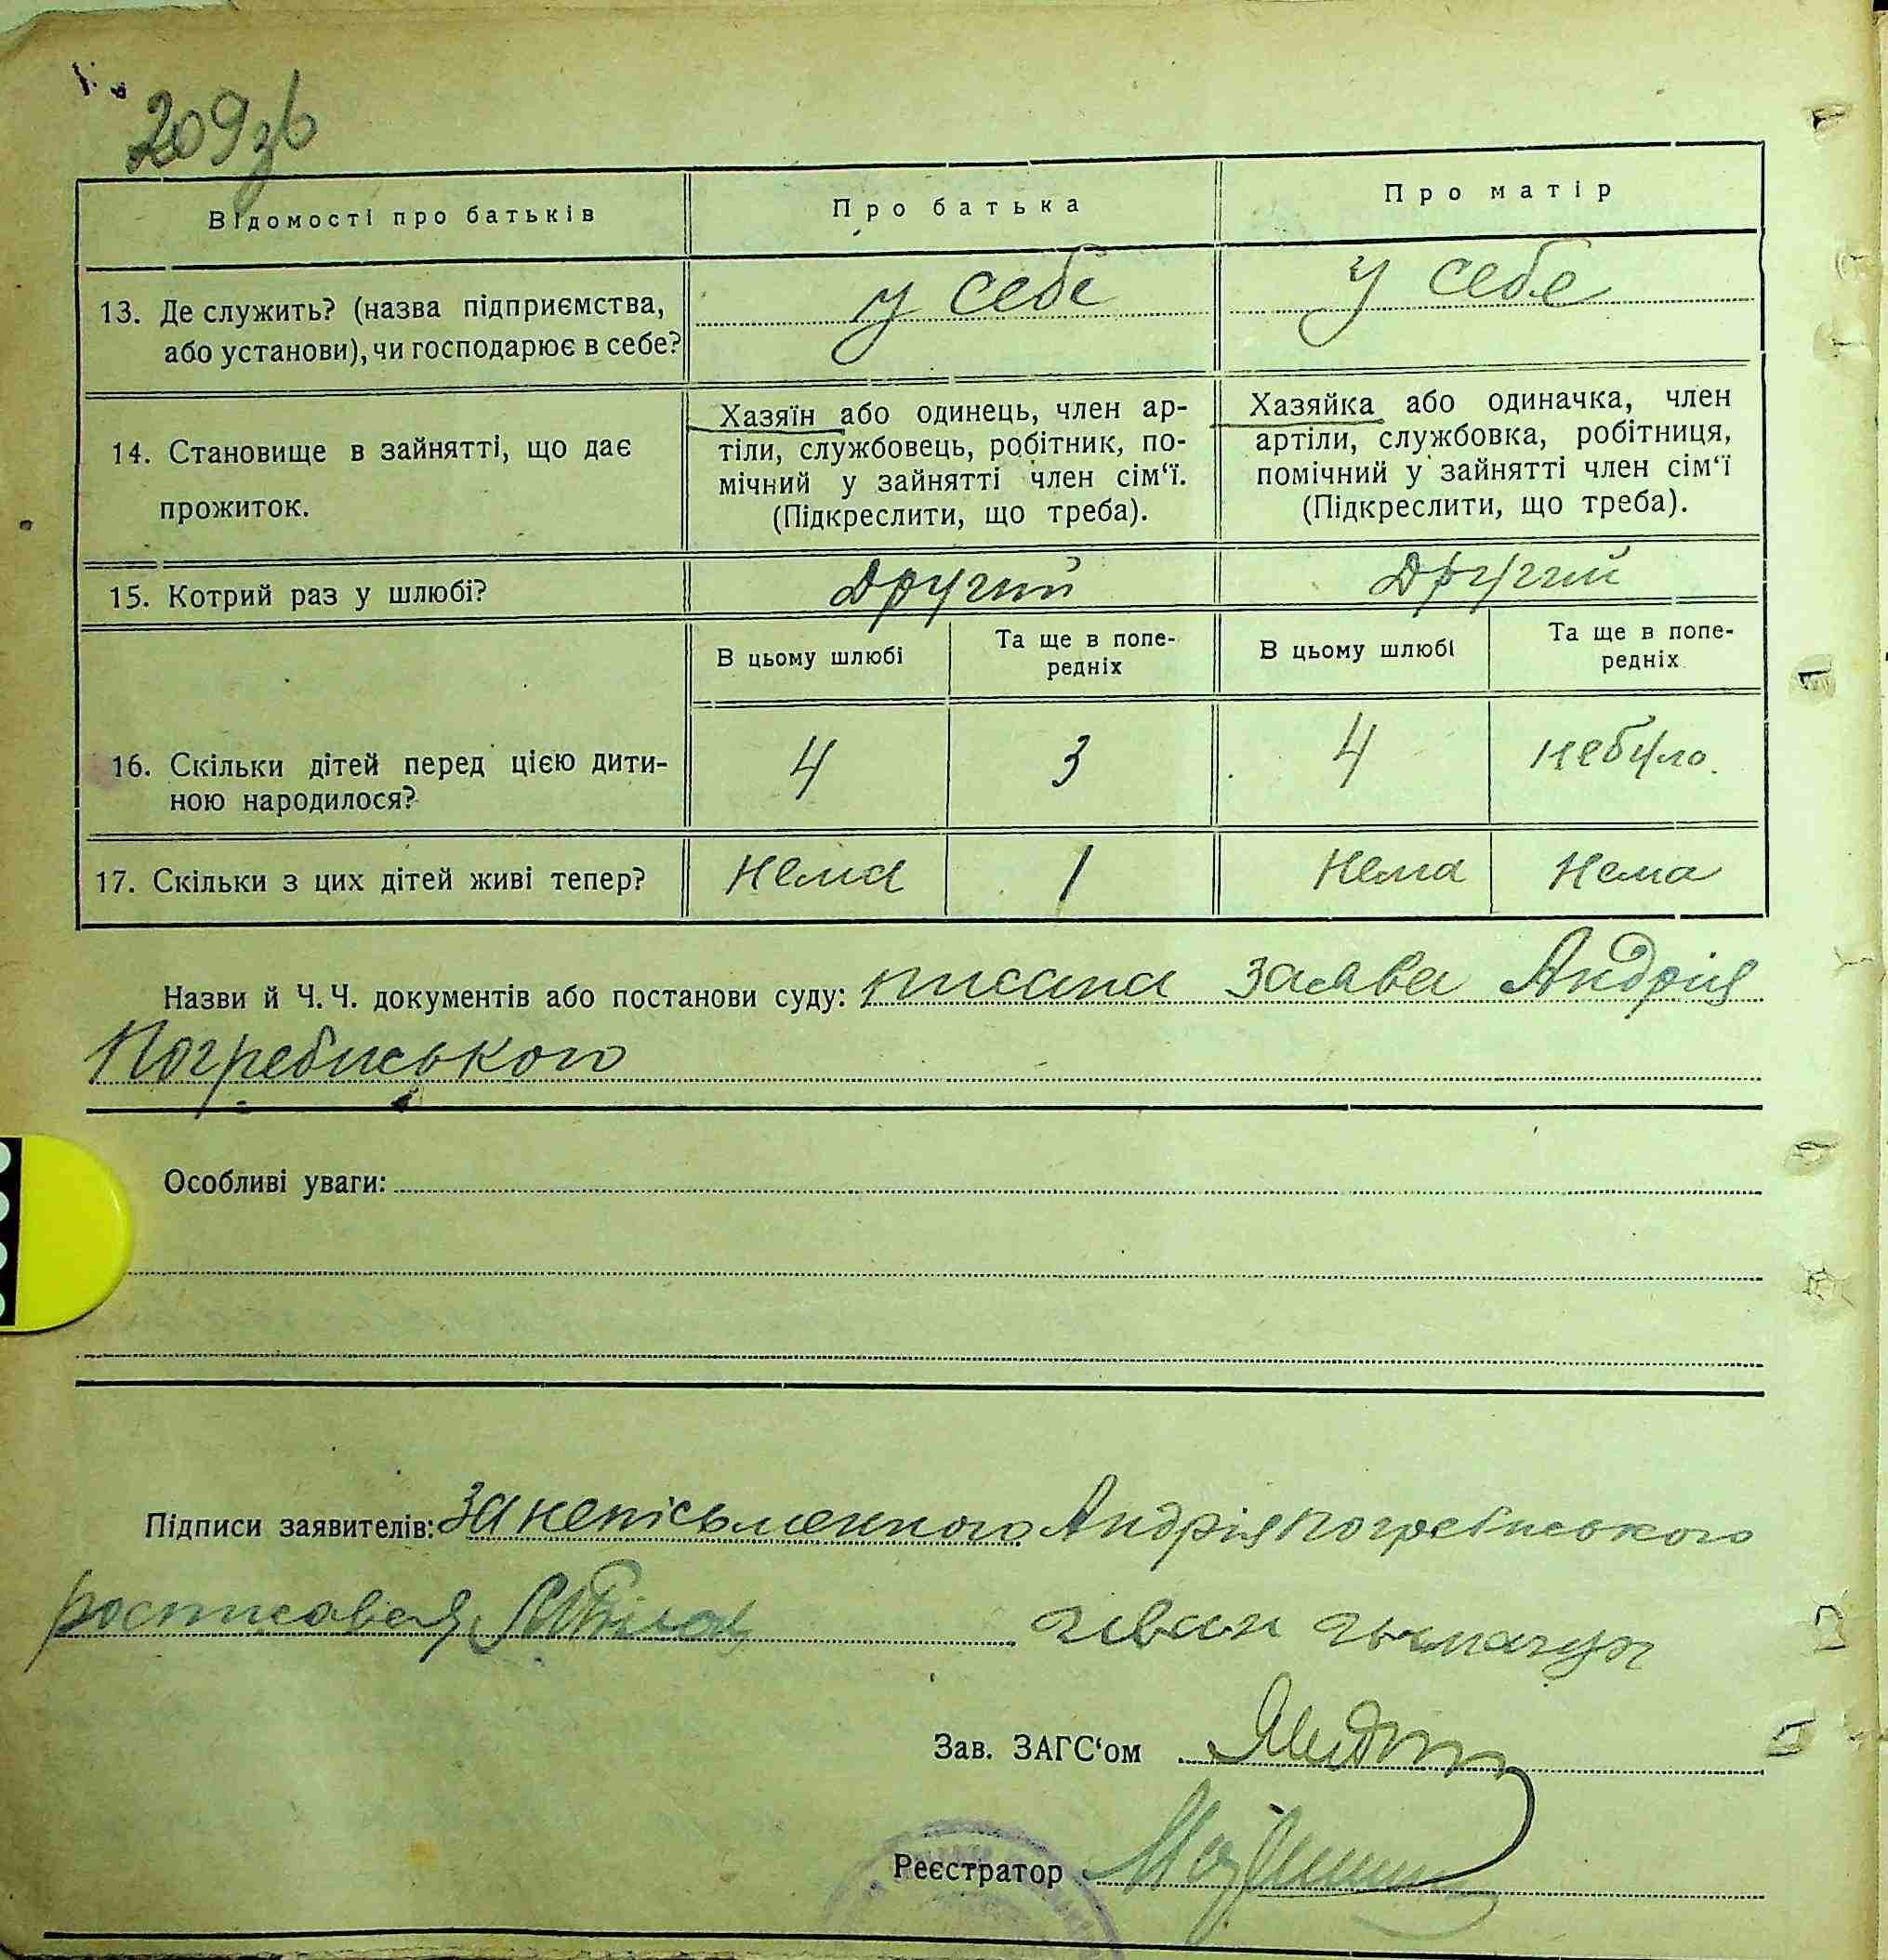 209зв
Відомості про батьків
Про батька
Про матір
13. Де служить? (назва підприємства,
або установи), чи господарює в себе?
у себе
у себе
14. Становище в зайнятті, що дає
прожиток.
Хазяїн або одинець, член ар-
тіли, службовець, робітник, по-
мічний у зайнятті член сім‘ї.
(Підкреслити, що треба).
Хазяйка або одиначка, член
артіли, службовка, робітниця,
помічний у зайнятті член сім‘ї
(Підкреслити, що треба).
15. Котрий раз у шлюбі?
другий
другий
В цьому шлюбі
Та ще в попе-
редніх
В цьому шлюбі
Та ще в попе-
редніх
16. Скільки дітей перед цією дити-
ною народилося?
4
3
4
небуло.
17. Скільки з цих дітей живі тепер?
Нема
1
Нема
Нема
Назви й Ч. Ч. документів або постанови суду: писана заява Андрія
Погребиського
Особливі уваги:
Підписи заявителів: за неписьменного Андрія Погребиського
росписався
Зав. ЗАГС‘ом
Реєстратор